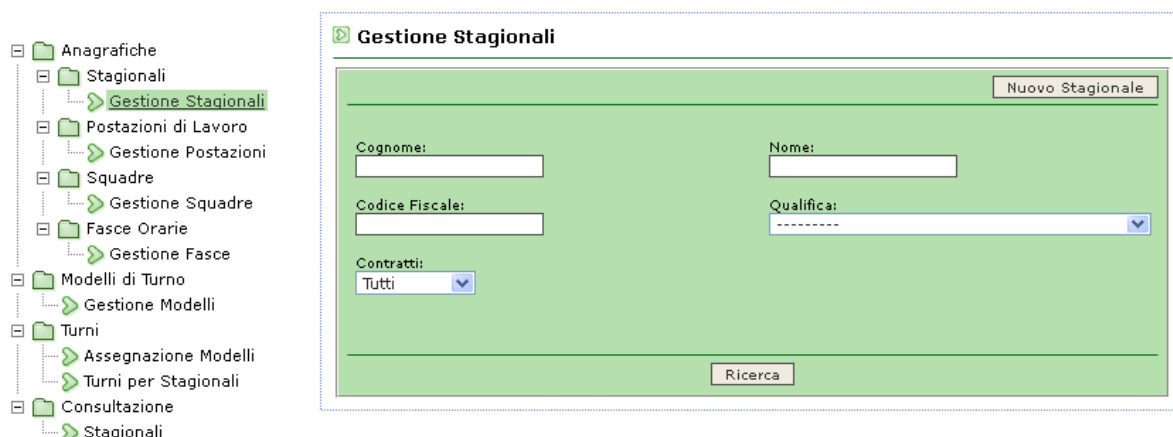 Anagrafiche
Stagionali
Gestione Stagionali
Postazioni di Lavoro
Gestione Postazioni
Squadre
Gestione Squadre
Fasce Orarie
Gestione Fasce
Modelli di Turno
Gestione Modelli
Turni
Assegnazione Modelli
Turni per Stagionali
Consultazione
Stagionali
Gestione Stagionali
Nuovo Stagionale
Cognome: Nome:
Codice Fiscale: Qualifica:
---------
Contratti:
Tutti
Ricerca